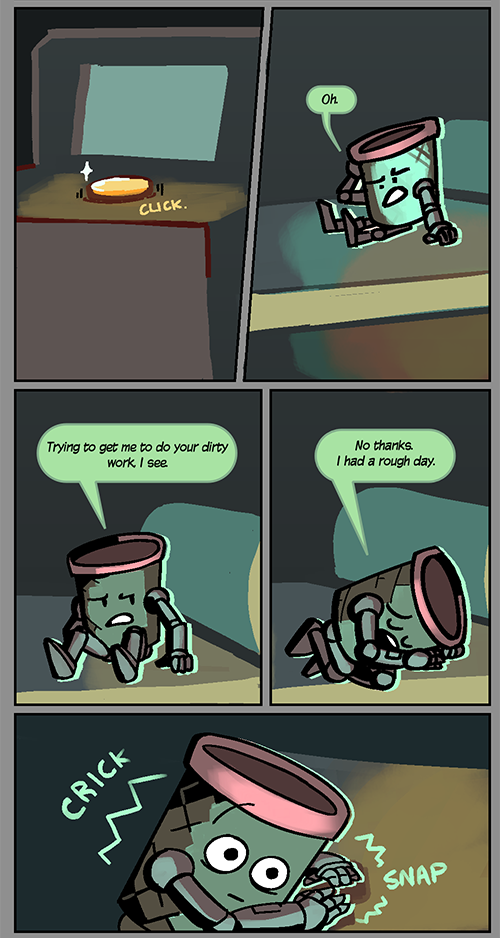 CLICK.
Oh.
Trying to get me to do your dirty
work, I see.
No thanks.
I had a rough day.
CRICK
SNAP